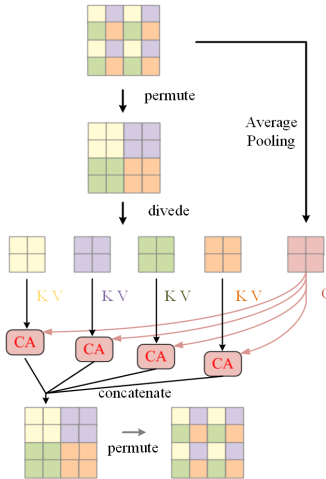 permute
Average
Pooling
divede
K V
K V
K V
K V
CA
CA
CA
CA
concatenate
permute